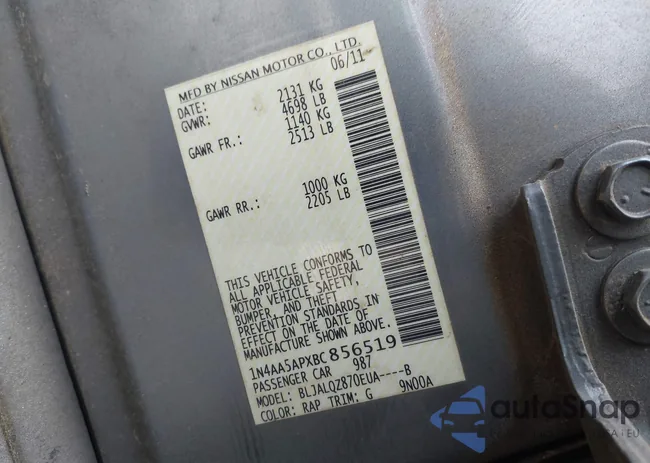 MFD BY NISSAN MOTOR CO., LTD.
DATE: 06/11
GVWR: 2131 KG
4698 LB
GAWR FR.: 1140 KG
2513 LB
GAWR RR.: 1000 KG
2205 LB
THIS VEHICLE CONFORMS TO
ALL APPLICABLE FEDERAL
MOTOR VEHICLE SAFETY,
BUMPER, AND THEFT
PREVENTION STANDARDS IN
EFFECT ON THE DATE OF
MANUFACTURE SHOWN ABOVE.
1N4AA5APXBC856519
PASSENGER CAR 987
MODEL: BLJALQZ870EUA----B
COLOR: RAP TRIM: G 9N00A
autoSnap